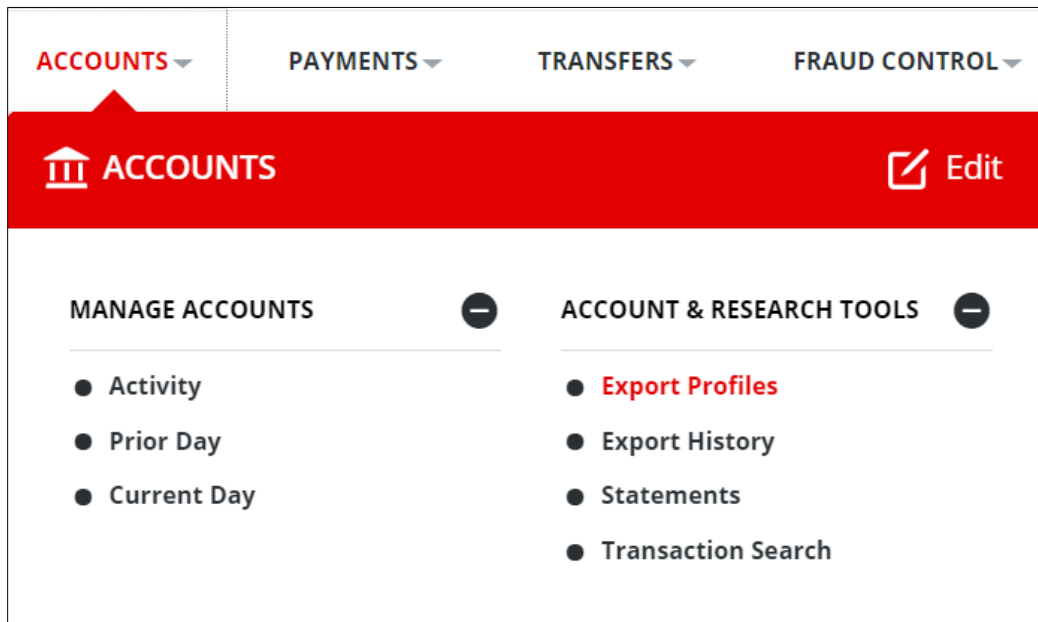 ACCOUNTS PAYMENTS TRANSFERS FRAUD CONTROL
ACCOUNTS Edit
MANAGE ACCOUNTS
Activity
Prior Day
Current Day
ACCOUNT & RESEARCH TOOLS
Export Profiles
Export History
Statements
Transaction Search